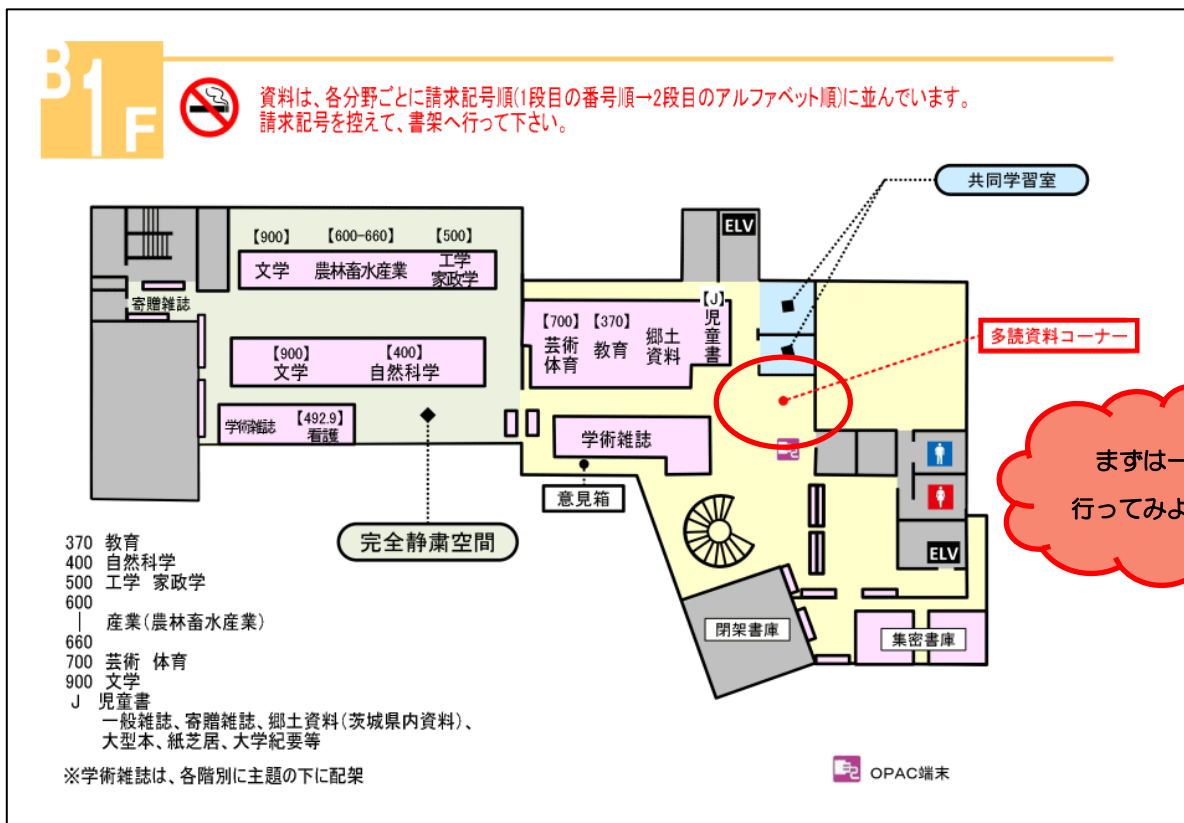 B1F
資料は、各分野ごとに請求記号順(1段目の番号順→2段目のアルファベット順)に並んでいます。
請求記号を控えて、書架へ行って下さい。
共同学習室
ELV
【900】 【600-660】 【500】
文学 農林畜水産業 工学
家政学
寄贈雑誌
【J】
児童書
【700】 【370】
芸術
体育
教育
郷土
資料
多読資料コーナー
【900】 【400】
文学 自然科学
学術雑誌 【492.9】
看護
学術雑誌
意見箱
まずは一
行ってみよ
完全静粛空間
ELV
閉架書庫
集密書庫
370 教育
400 自然科学
500 工学 家政学
600
| 産業(農林畜水産業)
660
700 芸術 体育
900 文学
J 児童書
一般雑誌、寄贈雑誌、郷土資料(茨城県内資料)、
大型本、紙芝居、大学紀要等
※学術雑誌は、各階別に主題の下に配架
OPAC端末